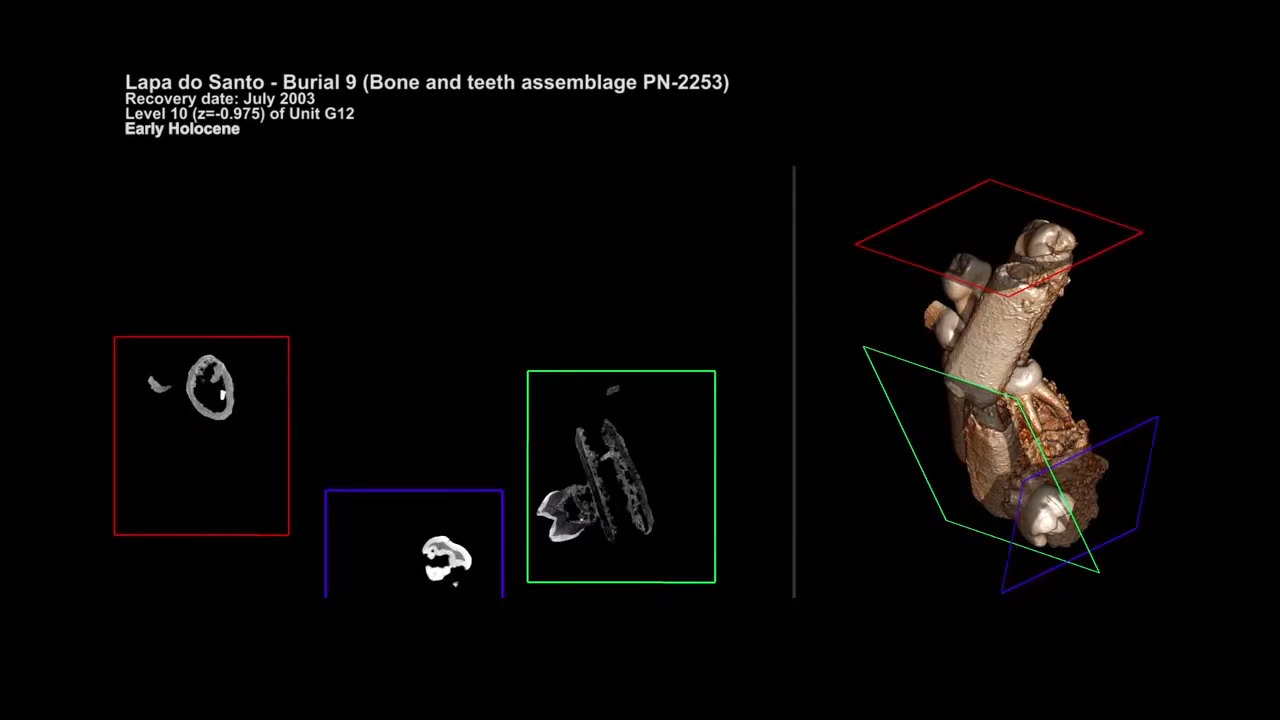 Lapa do Santo - Burial 9 (Bone and teeth assemblage PN-2253)
Recovery date: July 2003
Level 10 (z=-0.975) of Unit G12
Early Holocene